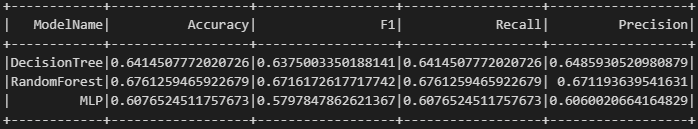 +------------+------------------+------------------+------------------+------------------+
|   ModelName|          Accuracy|                F1|            Recall|         Precision|
+------------+------------------+------------------+------------------+------------------+
|DecisionTree|0.6414507772020726|0.6375003350188141|0.6414507772020726|0.6485930520980879|
|RandomForest|0.6761259465922679|0.6716172617717742|0.6761259465922679| 0.671193639541631|
|         MLP|0.6076524511757673|0.5797847862621367|0.6076524511757673|0.6060020664164829|
+------------+------------------+------------------+------------------+------------------+